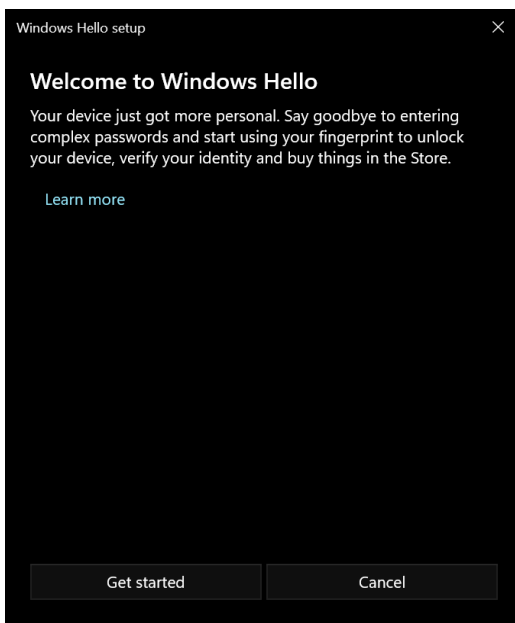 Windows Hello setup
Welcome to Windows Hello
Your device just got more personal. Say goodbye to entering
complex passwords and start using your fingerprint to unlock
your device, verify your identity and buy things in the Store.
Learn more
Get started
Cancel